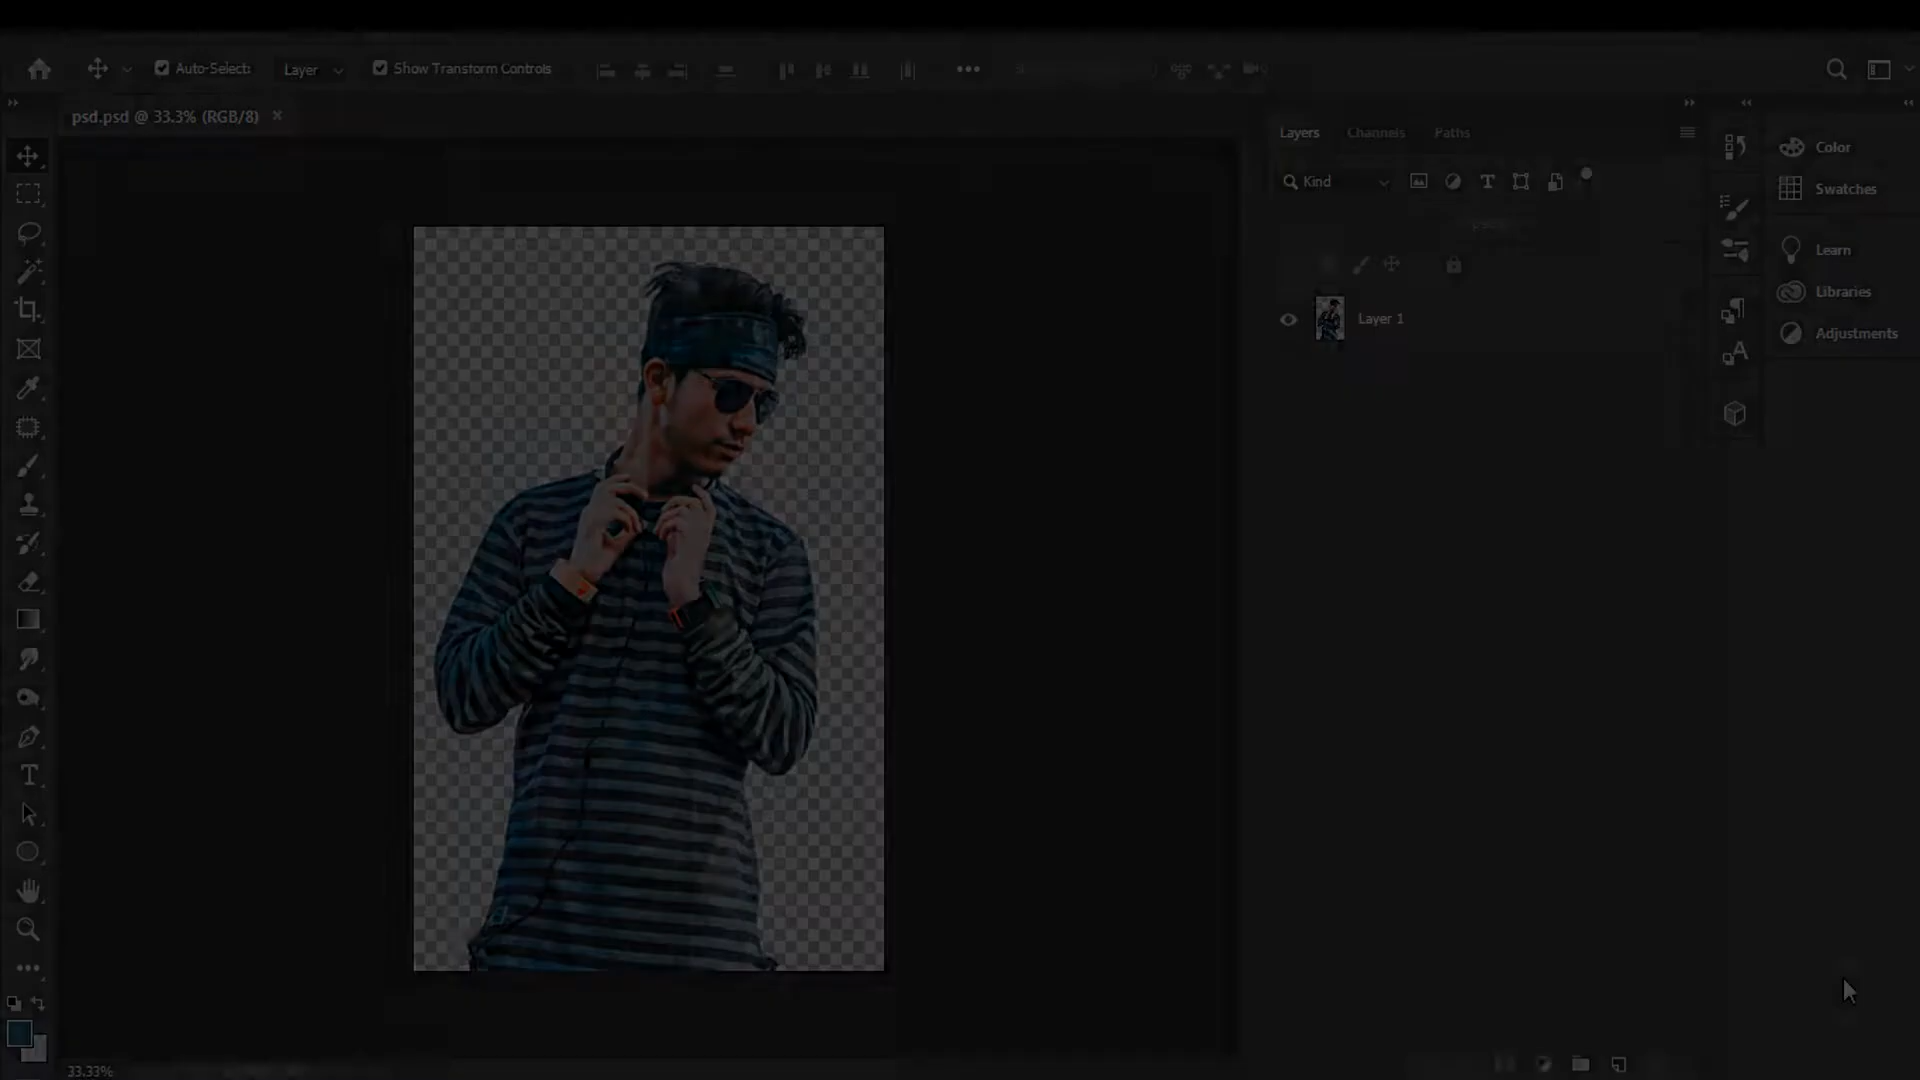 Auto-Select:
Layer
Show Transform Controls
psd.psd @ 33.3% (RGB/8)
Layers
Channels
Paths
Kind
Layer 1
Color
Swatches
Learn
Libraries
Adjustments
33.33%